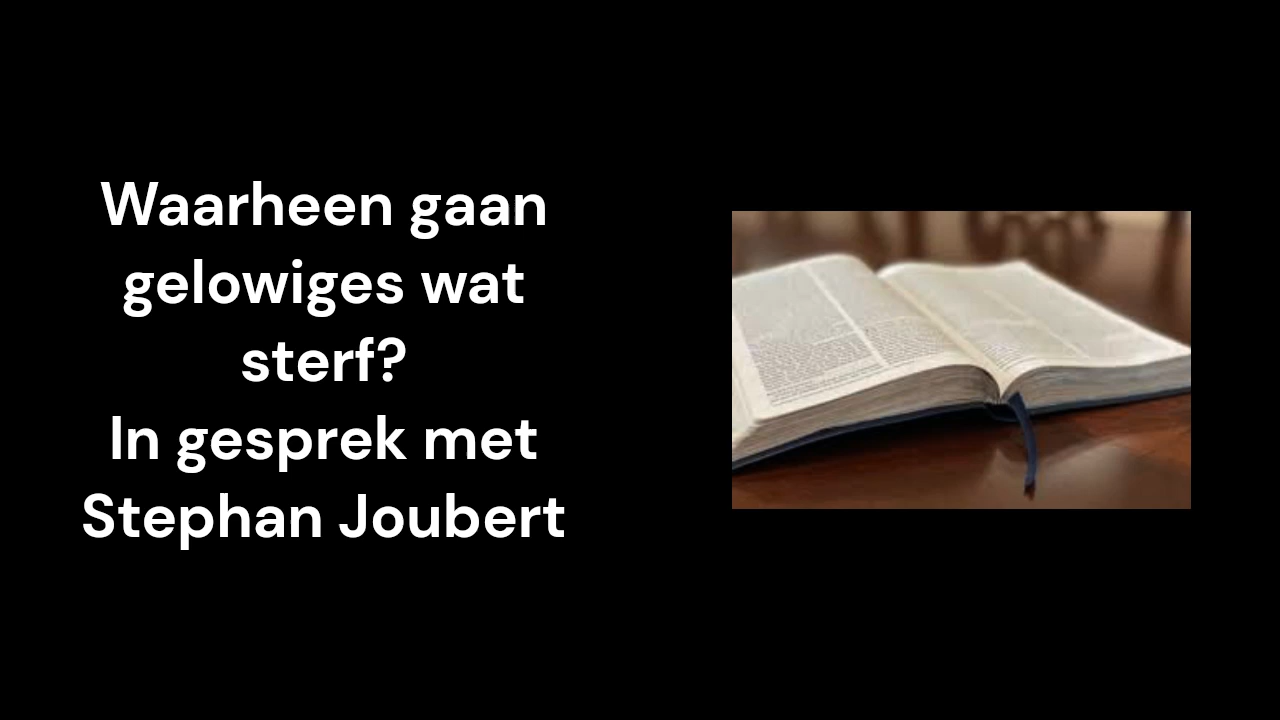 Waarheen gaan
gelowiges wat
sterf?
In gesprek met
Stephan Joubert